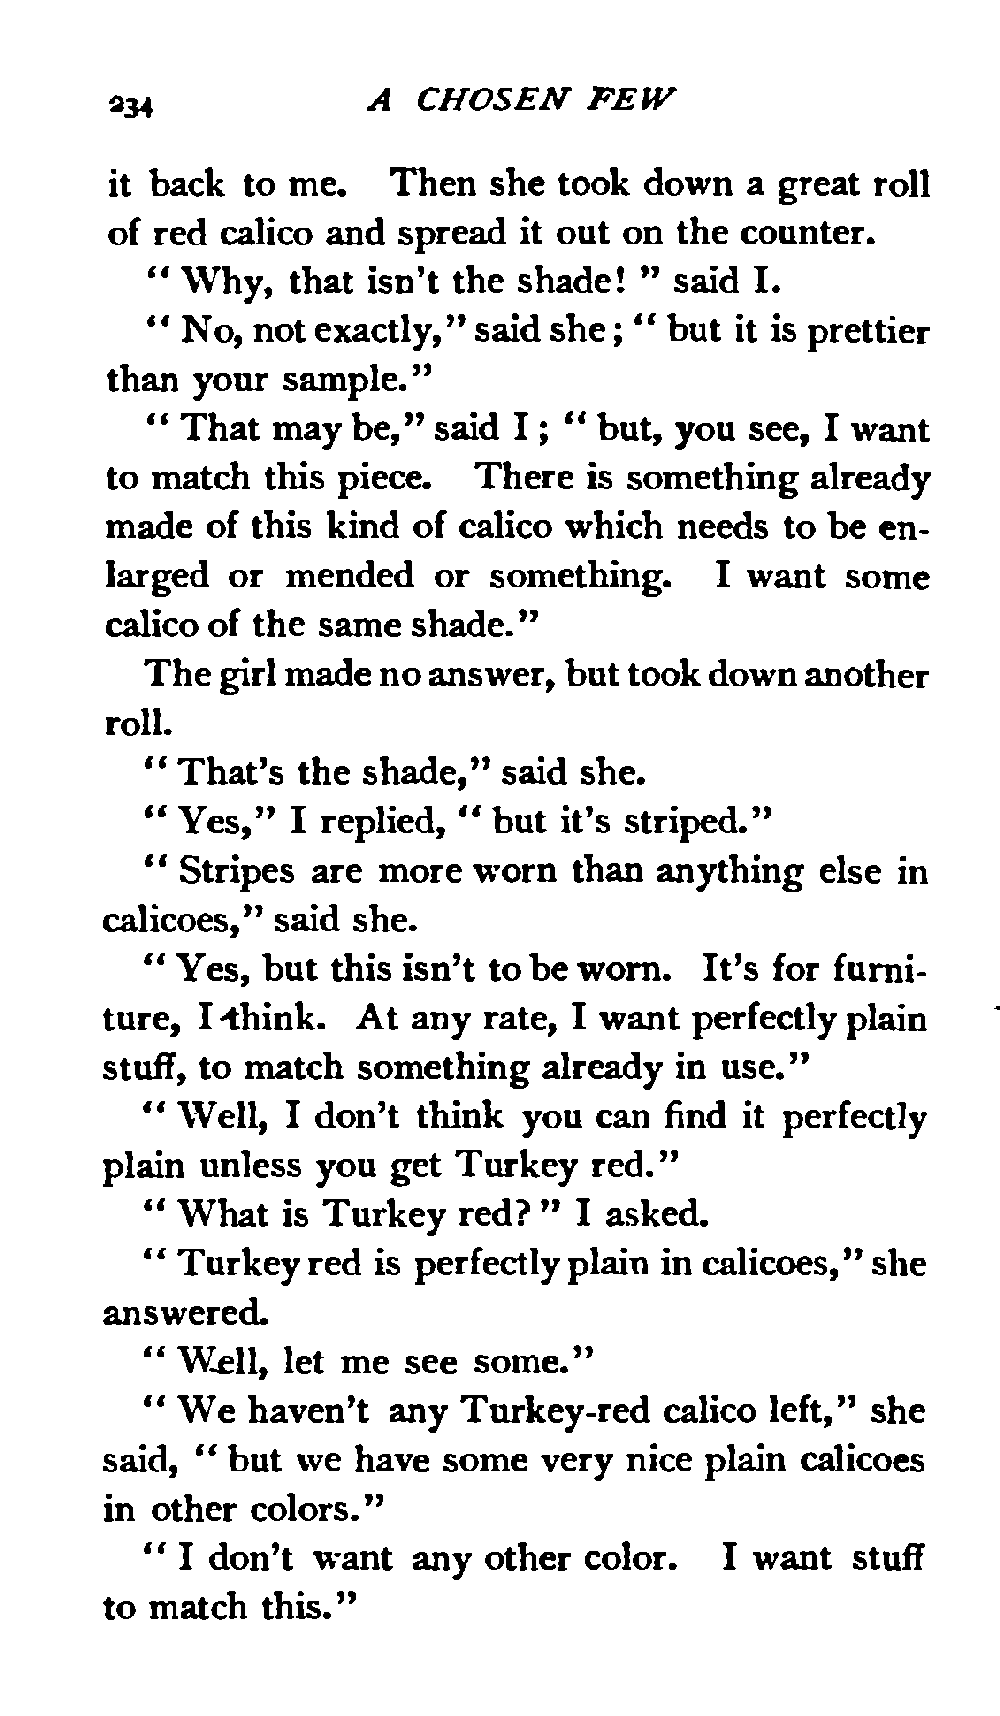 234 A CHOSEN FEW
it back to me. Then she took down a great roll
of red calico and spread it out on the counter.
“ Why, that isn’t the shade! ” said I.
“ No, not exactly,” said she ; “ but it is prettier
than your sample.”
“ That may be,” said I ; “ but, you see, I want
to match this piece. There is something already
made of this kind of calico which needs to be en-
larged or mended or something. I want some
calico of the same shade.”
The girl made no answer, but took down another
roll.
“ That’s the shade,” said she.
“ Yes,” I replied, “ but it’s striped.”
“ Stripes are more worn than anything else in
calicoes,” said she.
“ Yes, but this isn’t to be worn. It’s for furni-
ture, I think. At any rate, I want perfectly plain
stuff, to match something already in use.”
“ Well, I don’t think you can find it perfectly
plain unless you get Turkey red.”
“ What is Turkey red? ” I asked.
“ Turkey red is perfectly plain in calicoes,” she
answered.
“ Well, let me see some.”
“ We haven’t any Turkey-red calico left,” she
said, “ but we have some very nice plain calicoes
in other colors.”
“ I don’t want any other color. I want stuff
to match this.”